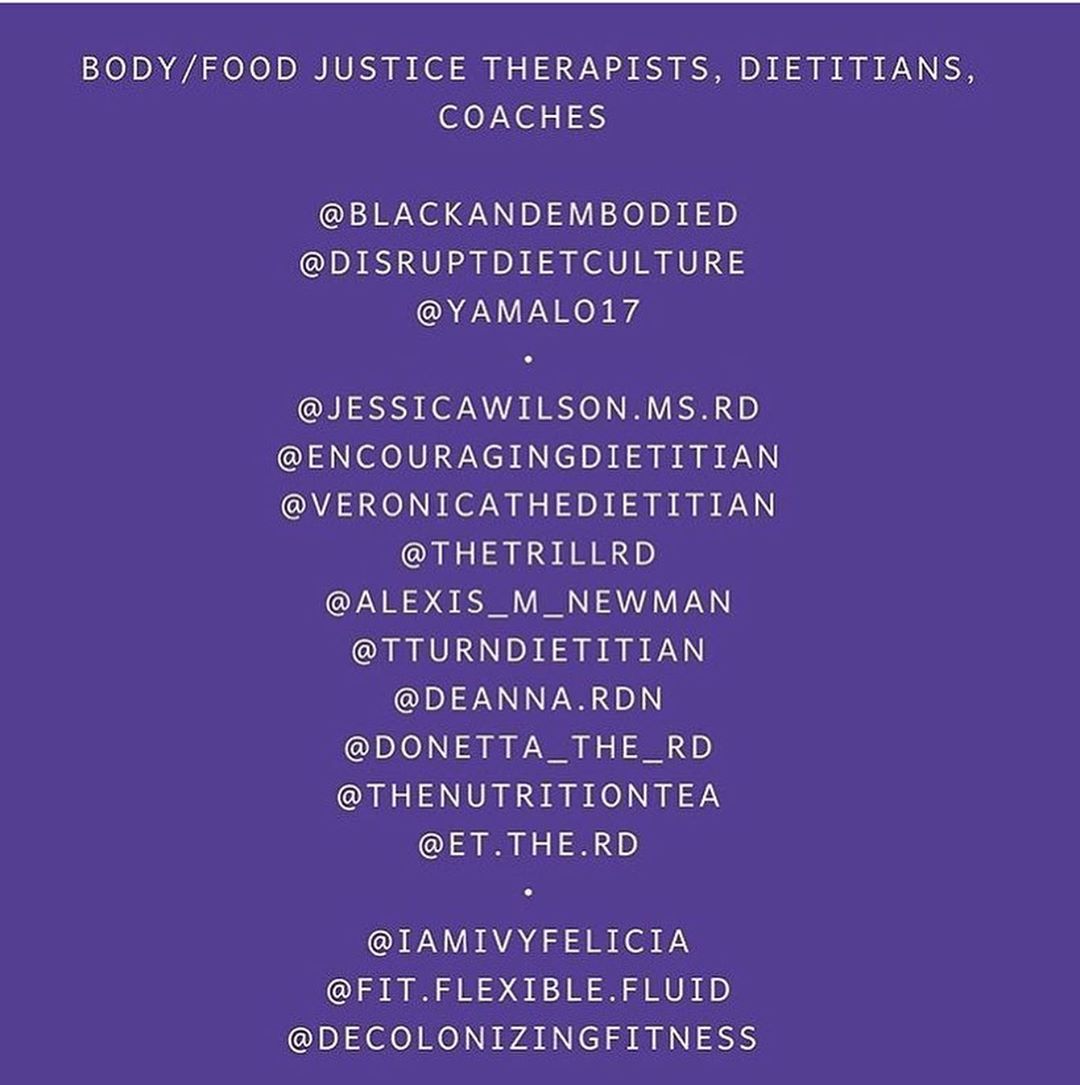 BODY/FOOD JUSTICE THERAPISTS, DIETITIANS,
COACHES
@BLACKANDEMBODIED
@DISRUPTDIETCULTURE
@YAMALO17
•
@JESSICAWILSON.MS.RD
@ENCOURAGINGDIETITIAN
@VERONICATHEDIETITIAN
@THETRILLRD
@ALEXIS_M_NEWMAN
@TTURNDIETITIAN
@DEANNA.RDN
@DONETTA_THE_RD
@THENUTRITIONTEA
@ET.THE.RD
•
@IAMIVYFELICIA
@FIT.FLEXIBLE.FLUID
@DECOLONIZINGFITNESS